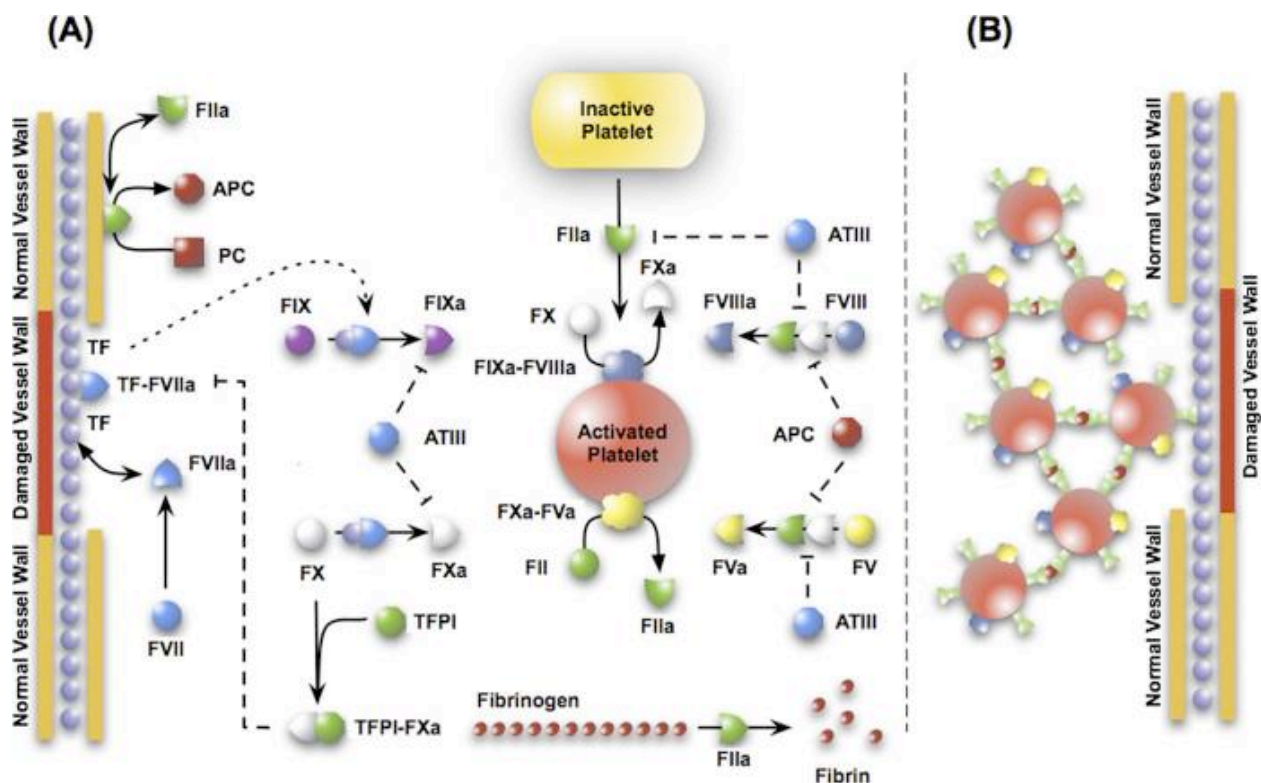 (A)
(B)
Normal Vessel Wall
Damaged Vessel Wall
Normal Vessel Wall
FIIa
APC
PC
TF
TF-FVIIa
TF
FVIIa
FVII
FIX
FIXa
ATIII
FX
FXa
TFPI
TFPI-FXa
Inactive
Platelet
FIIa
FXa
ATIII
FX
FVIIIa
FVIII
FIXa-FVIIIa
Activated
Platelet
APC
FXa-FVa
FII
FIIa
FVa
FV
ATIII
Fibrinogen
FIIa
Fibrin
Normal Vessel Wall
Damaged Vessel Wall
Normal Vessel Wall